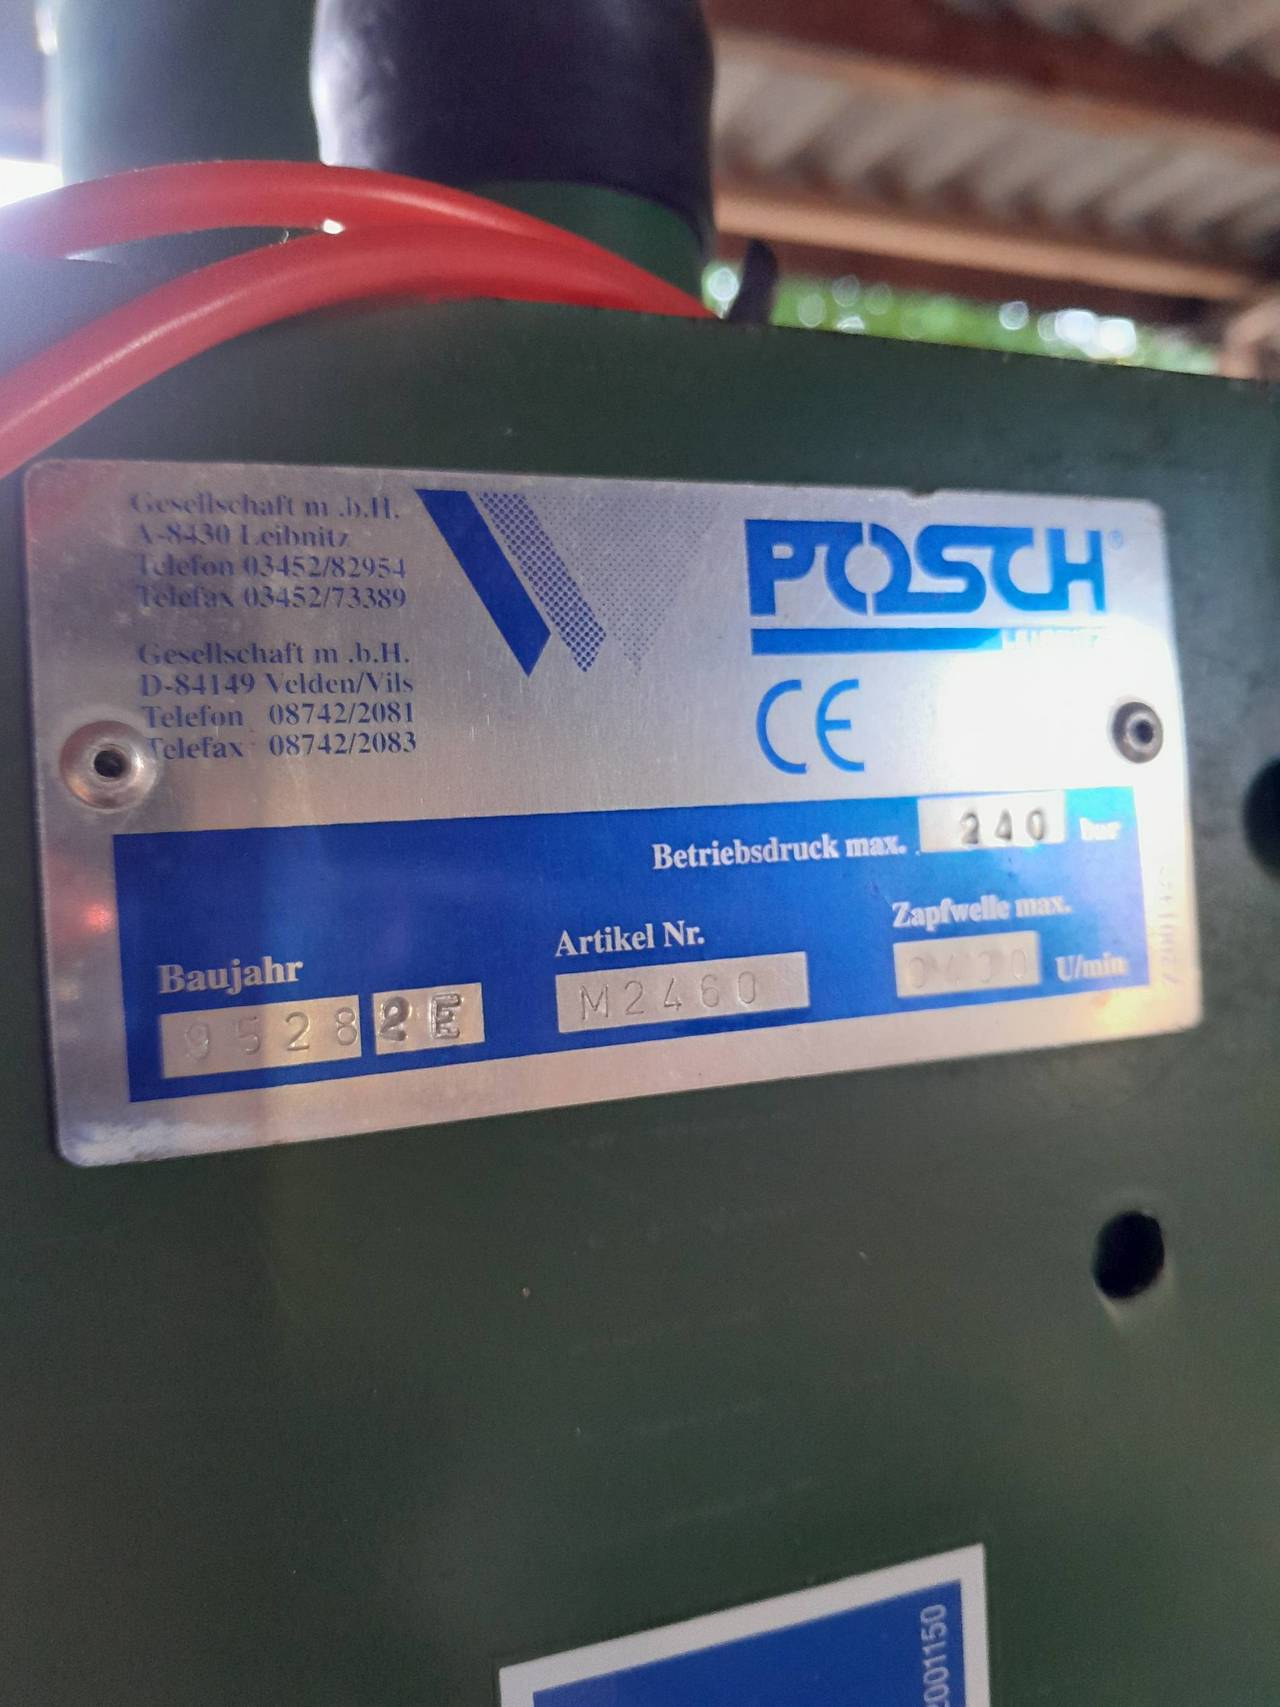 Gesellschaft m .b.H.
A-8430 Leibnitz
Telefon 03452/82954
Telefax 03452/73389
Gesellschaft m .b.H.
D-84149 Velden/Vils
Telefon 08742/2081
Telefax 08742/2083
POSCH®
CE
Betriebsdruck max. 240 bar
Baujahr
95282E
Artikel Nr.
M2460
Zapfwelle max.
U/min